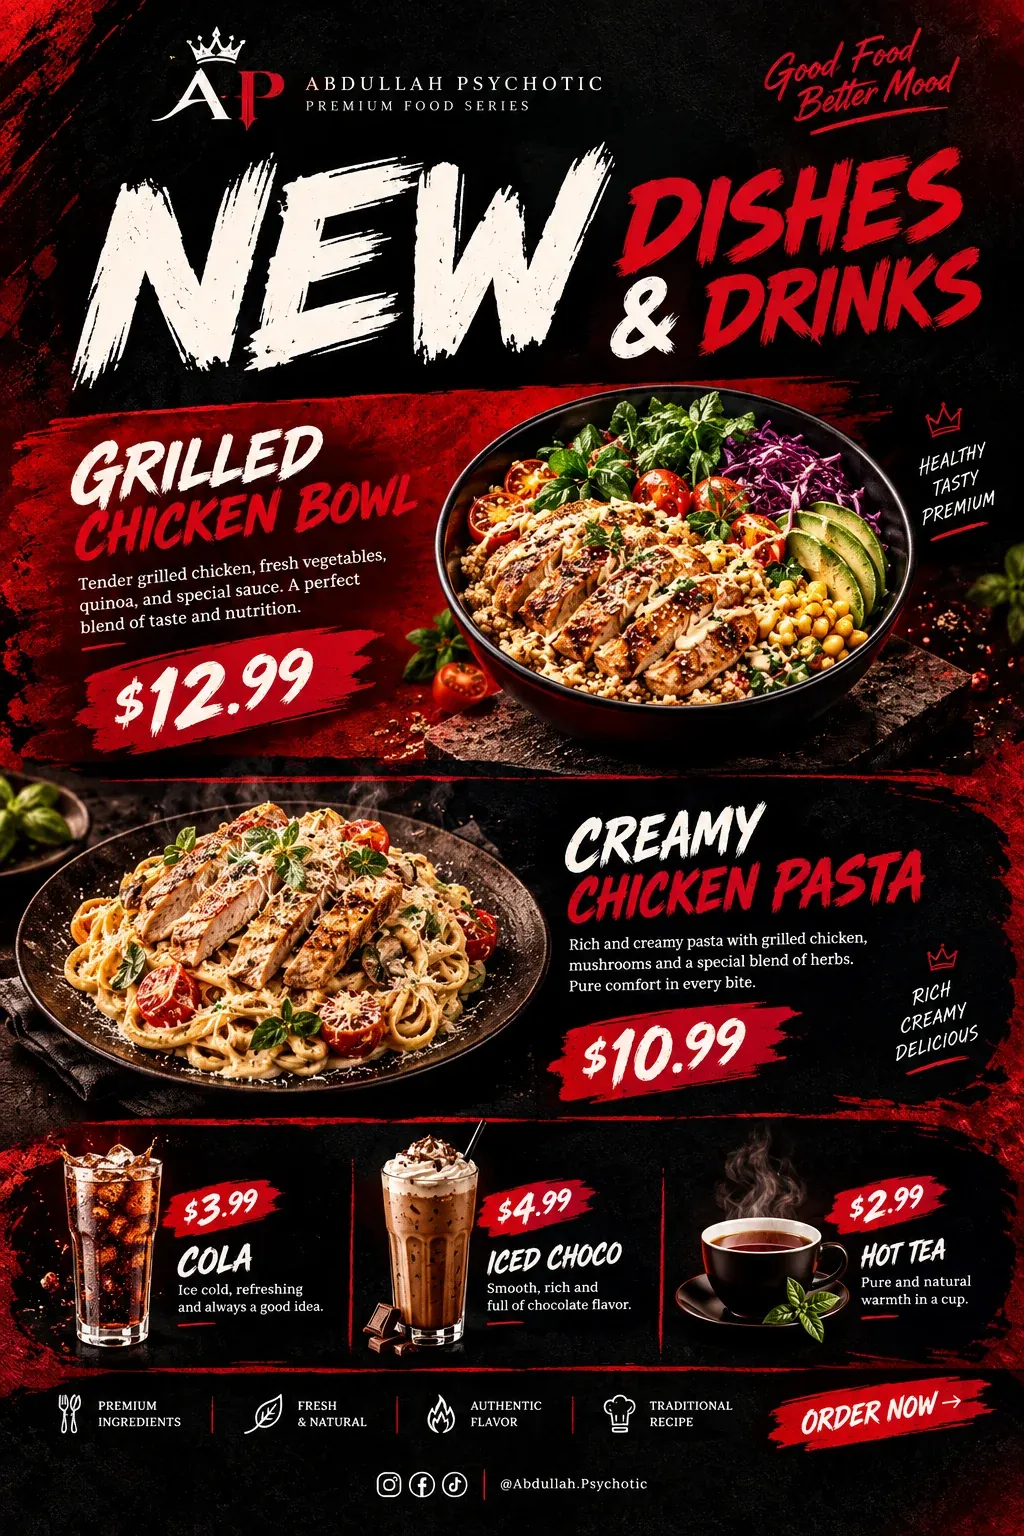 AP
ABDULLAH PSYCHOTIC
PREMIUM FOOD SERIES
Good Food
Better Mood
NEW
DISHES
& DRINKS
GRILLED
CHICKEN BOWL
Tender grilled chicken, fresh vegetables,
quinoa, and special sauce. A perfect
blend of taste and nutrition.
$12.99
HEALTHY
TASTY
PREMIUM
CREAMY
CHICKEN PASTA
Rich and creamy pasta with grilled chicken,
mushrooms and a special blend of herbs.
Pure comfort in every bite.
$10.99
RICH
CREAMY
DELICIOUS
$3.99
COLA
Ice cold, refreshing
and always a good idea.
$4.99
ICED CHOCO
Smooth, rich and
full of chocolate flavor.
$2.99
HOT TEA
Pure and natural
warmth in a cup.
PREMIUM
INGREDIENTS
FRESH
& NATURAL
AUTHENTIC
FLAVOR
TRADITIONAL
RECIPE
ORDER NOW →
@Abdullah.Psychotic